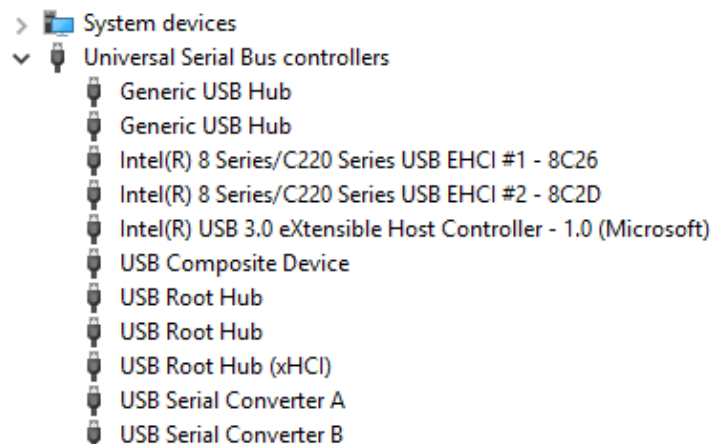 System devices
Universal Serial Bus controllers
Generic USB Hub
Generic USB Hub
Intel(R) 8 Series/C220 Series USB EHCI #1 - 8C26
Intel(R) 8 Series/C220 Series USB EHCI #2 - 8C2D
Intel(R) USB 3.0 eXtensible Host Controller - 1.0 (Microsoft)
USB Composite Device
USB Root Hub
USB Root Hub
USB Root Hub (xHCI)
USB Serial Converter A
USB Serial Converter B